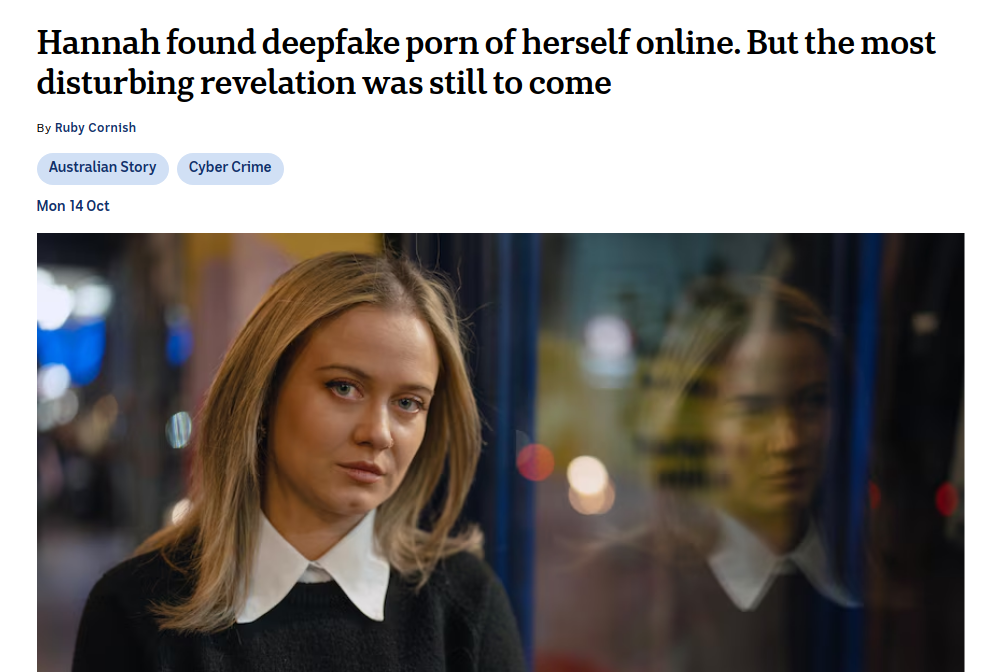 Hannah found deepfake porn of herself online. But the most
disturbing revelation was still to come
By Ruby Cornish
Australian Story Cyber Crime
Mon 14 Oct